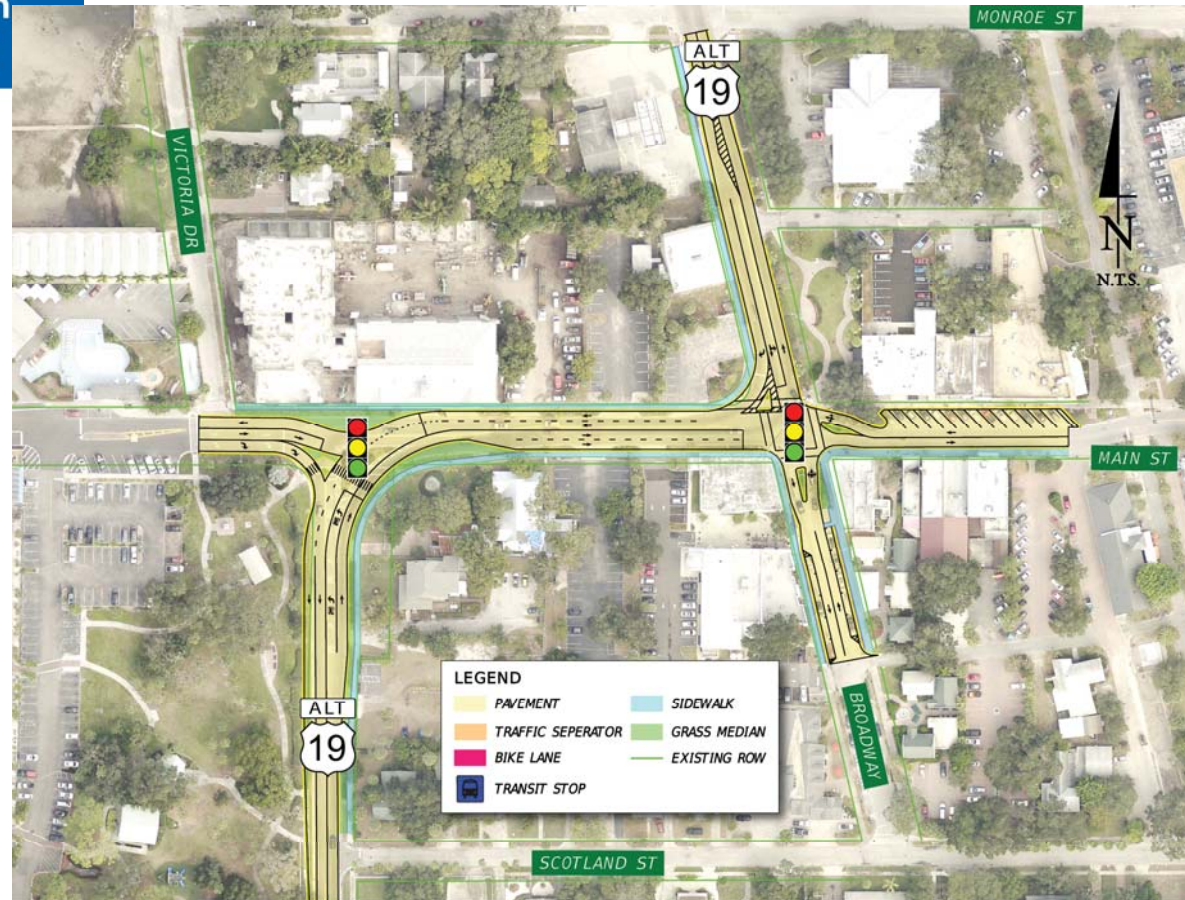 MONROE ST
ALT
19
VICTORIA DR
N
N.T.S.
MAIN ST
LEGEND
PAVEMENT
SIDEWALK
TRAFFIC SEPERATOR
GRASS MEDIAN
BIKE LANE
EXISTING ROW
TRANSIT STOP
ALT
19
BROADWAY
SCOTLAND ST